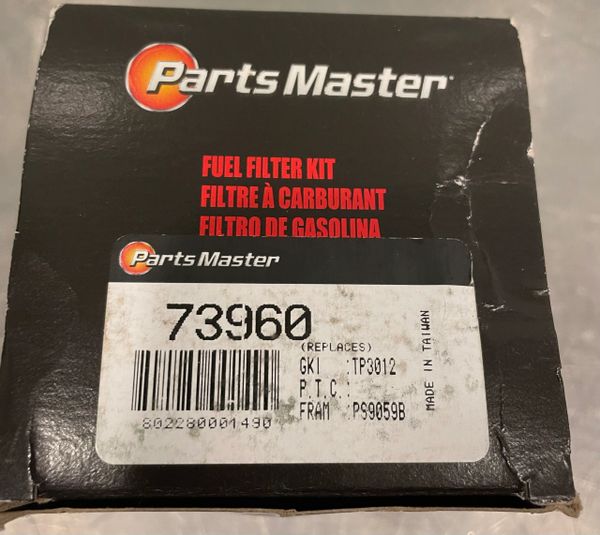 Parts Master
FUEL FILTER KIT
FILTRE À CARBURANT
FILTRO DE GASOLINA
Parts Master
73960
(REPLACES)
GKI :TP3012
P.T.C.:
FRAM :PS9059B
802280001490
MADE IN TAIWAN